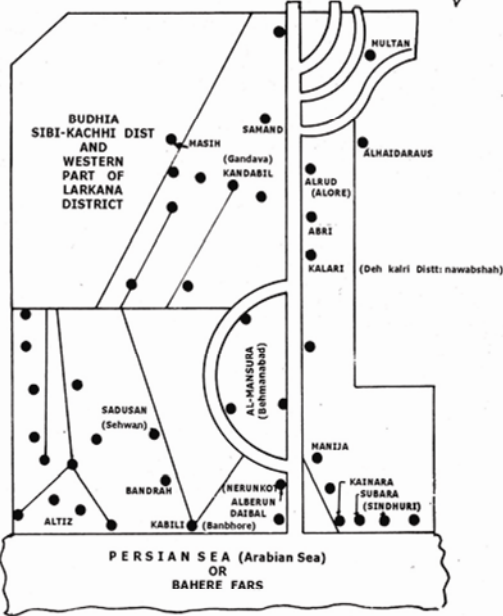 MULTAN
BUDHIA
SIBI-KACHHI DIST
AND
WESTERN
PART OF
LARKANA
DISTRICT
SAMAND
MASIH
(Gandava)
KANDABIL
ALHAIDARAUS
ALRUD
(ALORE)
ABRI
KALARI (Deh kalri Distt: nawabshah)
AL-MANSURA
(Behmanabad)
SADUSAN
(Sehwan)
MANIJA
BANDRAH
(NERUNKOT)
ALBERUN
DAIBAL
KAINARA
SUBARA
(SINDHURI)
ALTIZ
KABILI (Banbhore)
PERSIAN SEA (Arabian Sea)
OR
BAHERE FARS